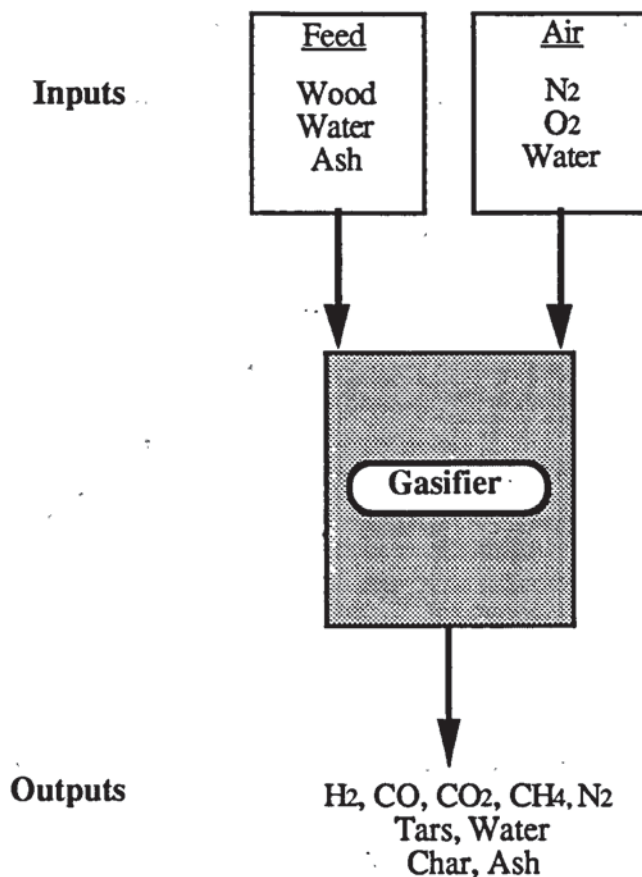 Inputs
Feed
Wood
Water
Ash
Air
N2
O2
Water
Gasifier
Outputs
H2, CO, CO2, CH4, N2
Tars, Water
Char, Ash